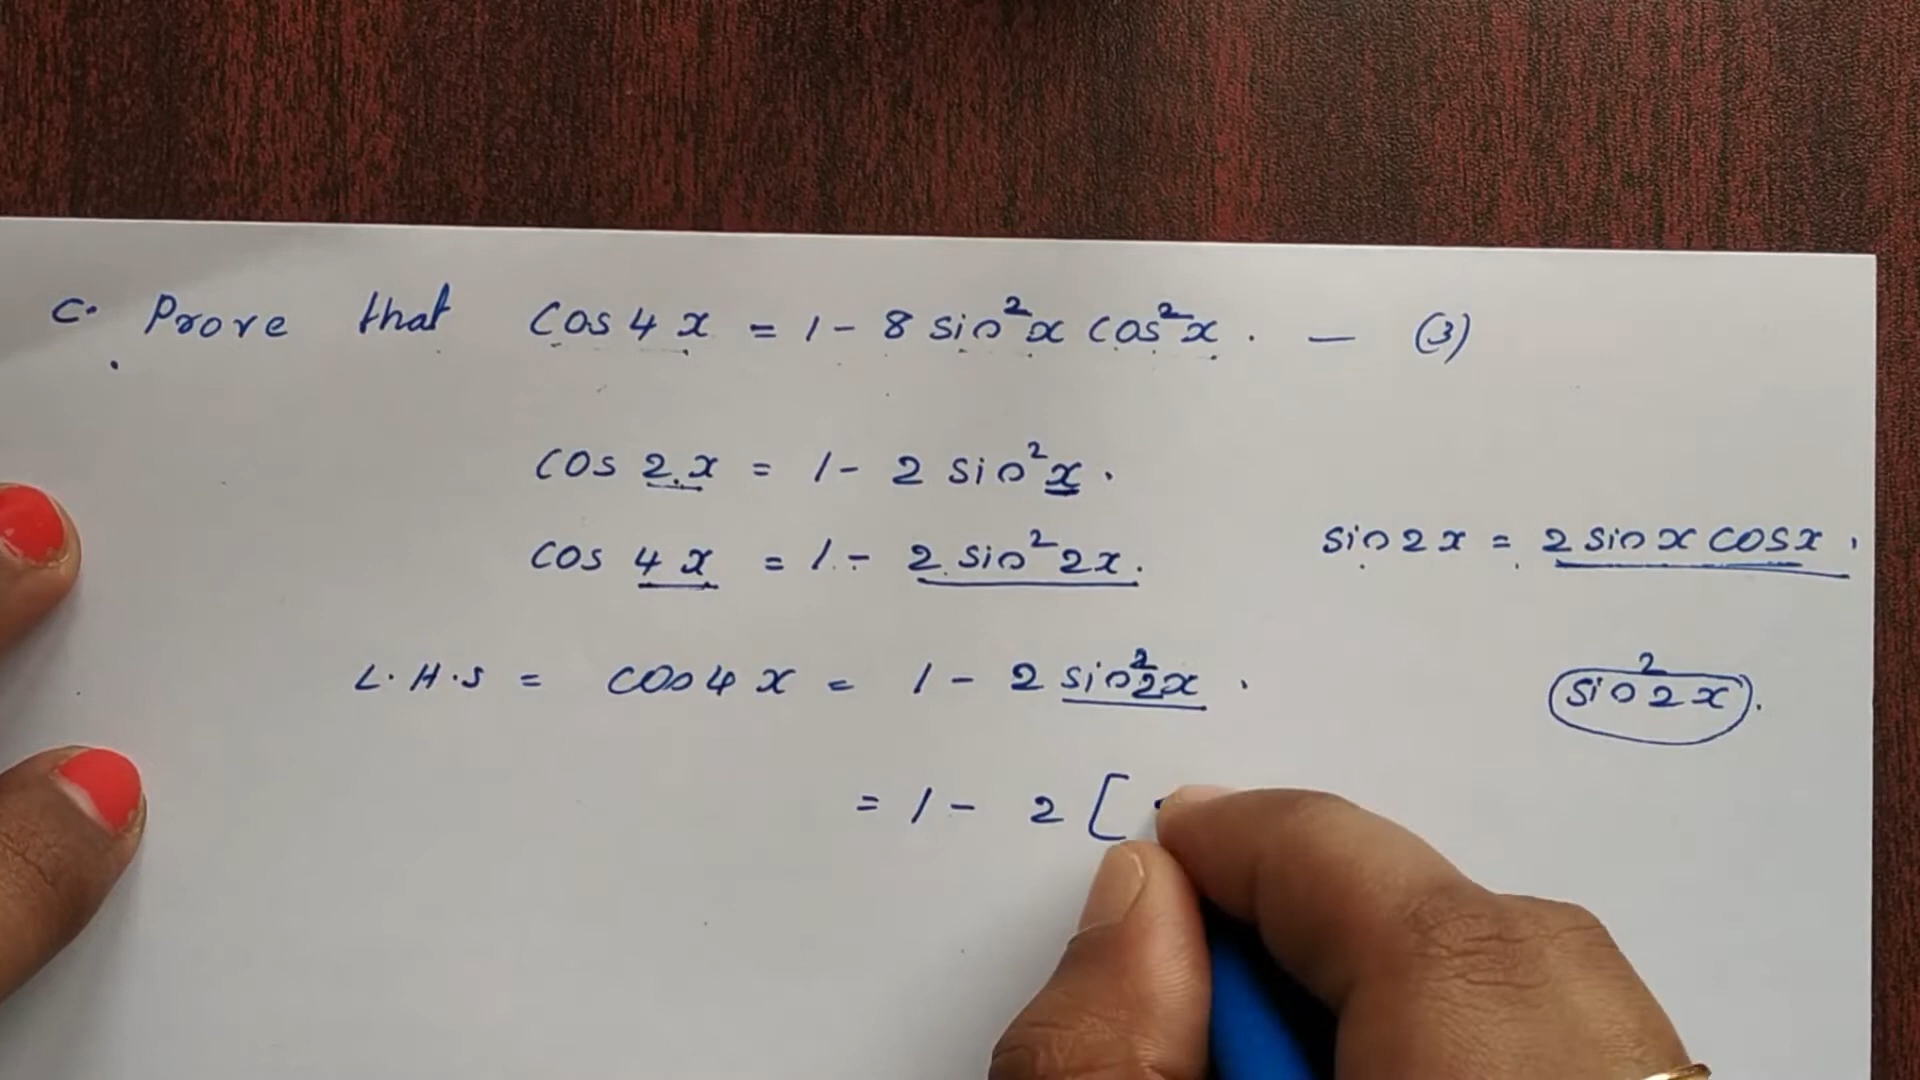 C. Prove that cos 4x = 1 - 8 sin²x cos²x. — (3)
cos 2x = 1 - 2 sin²x.
cos 4x = 1 - 2 sin²2x.
sin 2x = 2 sin x cos x.
L.H.S = cos 4x = 1 - 2 sin²2x.
sin²2x.
= 1 - 2 [